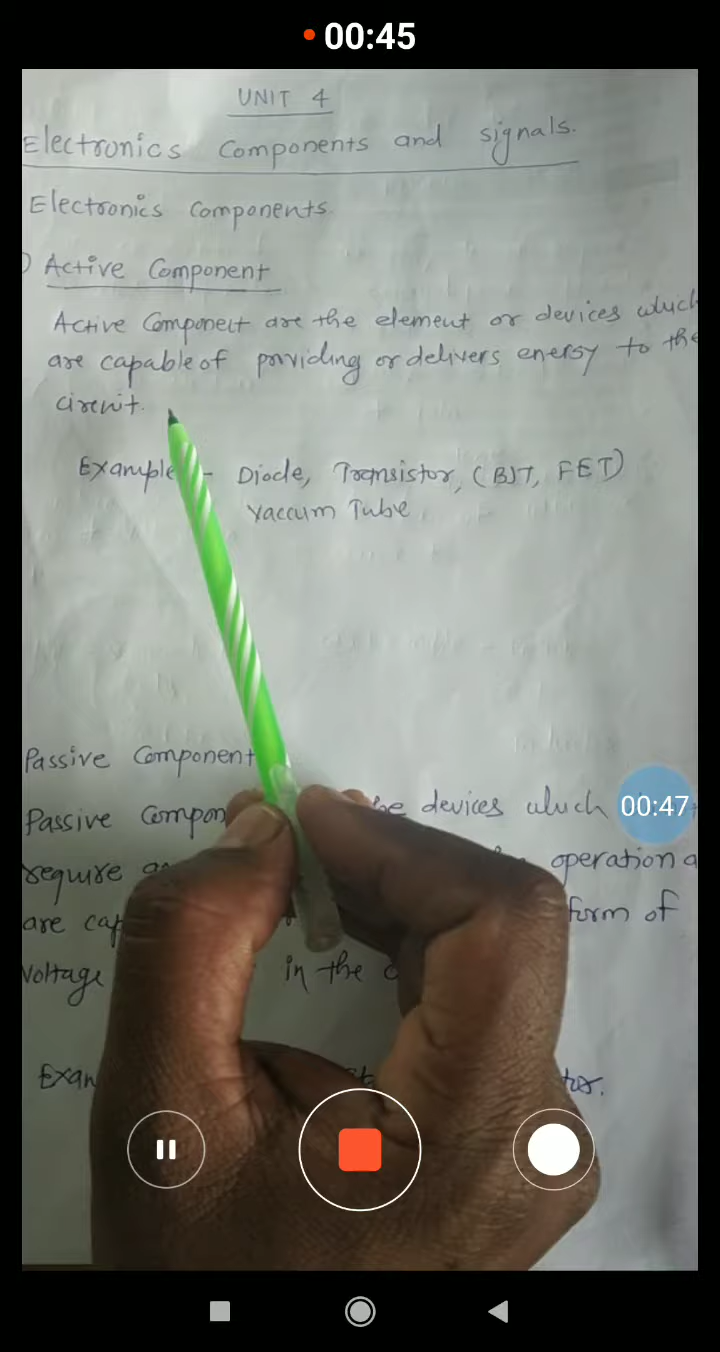 00:45
UNIT 4
Electronics Components and signals.
Electronics Components
) Active Component
Active Component are the element or devices which
are capable of providing or delivers energy to the
circuit.
Example - Diode, Transistor, (BJT, FET)
Vaccum Tube
Passive Component
Passive Compon devices which
00:47
require operation a
are cap form of
Voltage in the
Exam